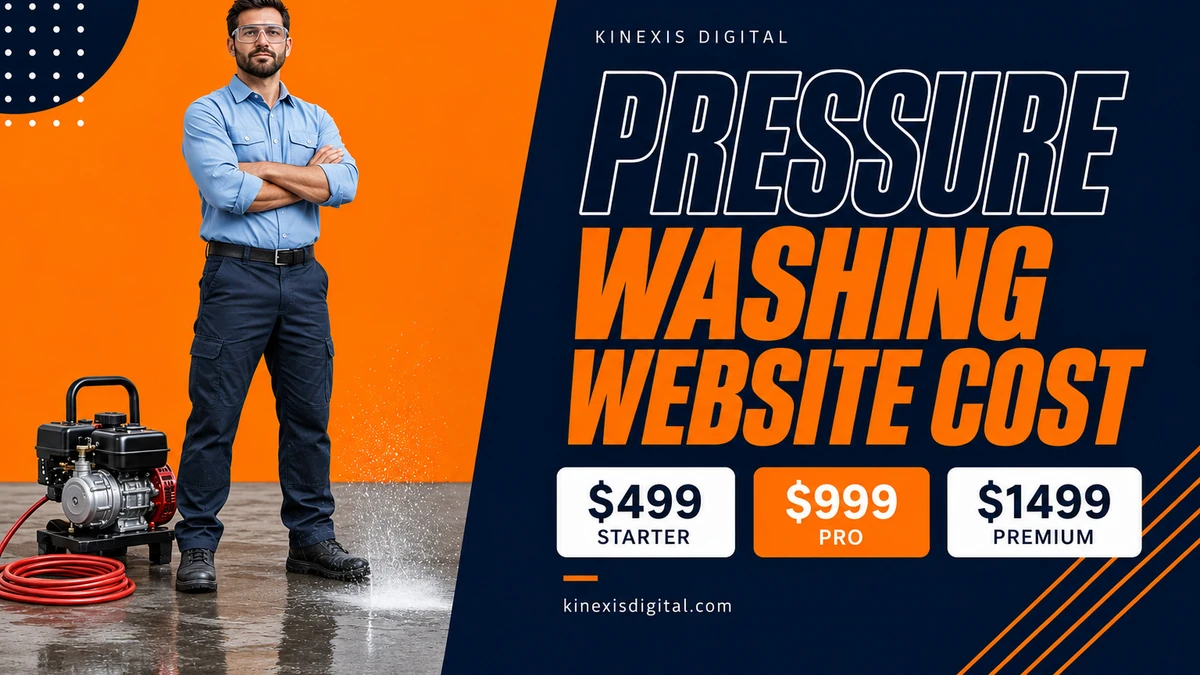 KINEXIS DIGITAL
PRESSURE
WASHING
WEBSITE COST
$499
STARTER
$999
PRO
$1499
PREMIUM
kinexisdigital.com